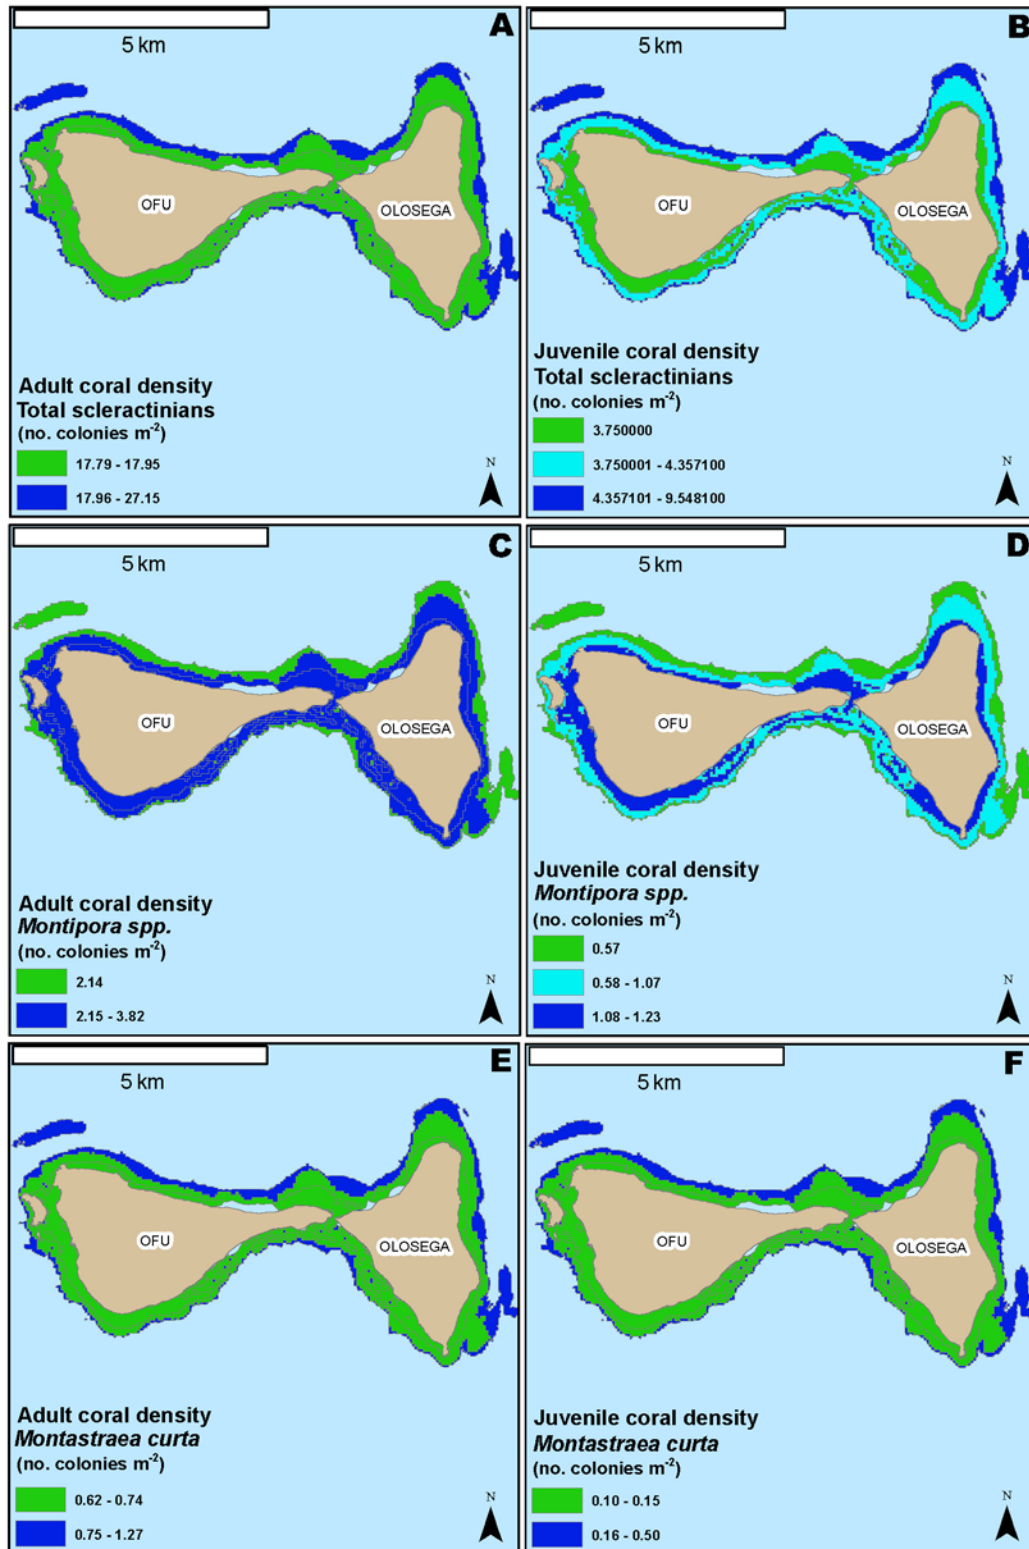 A
5 km
OFU
OLOSEGA
Adult coral density
Total scleractinians
(no. colonies m-2)
17.79 - 17.95
17.96 - 27.15
N
B
5 km
OFU
OLOSEGA
Juvenile coral density
Total scleractinians
(no. colonies m-2)
3.750000
3.750001 - 4.357100
4.357101 - 9.548100
N
C
5 km
OFU
OLOSEGA
Adult coral density
Montipora spp.
(no. colonies m-2)
2.14
2.15 - 3.82
N
D
5 km
OFU
OLOSEGA
Juvenile coral density
Montipora spp.
(no. colonies m-2)
0.57
0.58 - 1.07
1.08 - 1.23
N
E
5 km
OFU
OLOSEGA
Adult coral density
Montastraea curta
(no. colonies m-2)
0.62 - 0.74
0.75 - 1.27
N
F
5 km
OFU
OLOSEGA
Juvenile coral density
Montastraea curta
(no. colonies m-2)
0.10 - 0.15
0.16 - 0.50
N